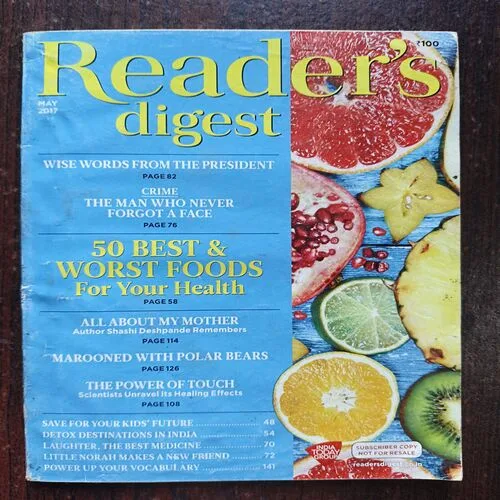 ₹100
Reader's
digest
MAY
2017
WISE WORDS FROM THE PRESIDENT
PAGE 82
CRIME
THE MAN WHO NEVER
FORGOT A FACE
PAGE 76
50 BEST &
WORST FOODS
For Your Health
PAGE 58
ALL ABOUT MY MOTHER
Author Shashi Deshpande Remembers
PAGE 114
MAROONED WITH POLAR BEARS
PAGE 126
THE POWER OF TOUCH
Scientists Unravel its Healing Effects
PAGE 108
SAVE FOR YOUR KIDS' FUTURE 48
DETOX DESTINATIONS IN INDIA 54
LAUGHTER, THE BEST MEDICINE 70
LITTLE NORAH MAKES A NEW FRIEND 72
POWER UP YOUR VOCABULARY 141
INDIA
TODAY
GROUP
SUBSCRIBER COPY
NOT FOR RESALE
readersdigest.co.in